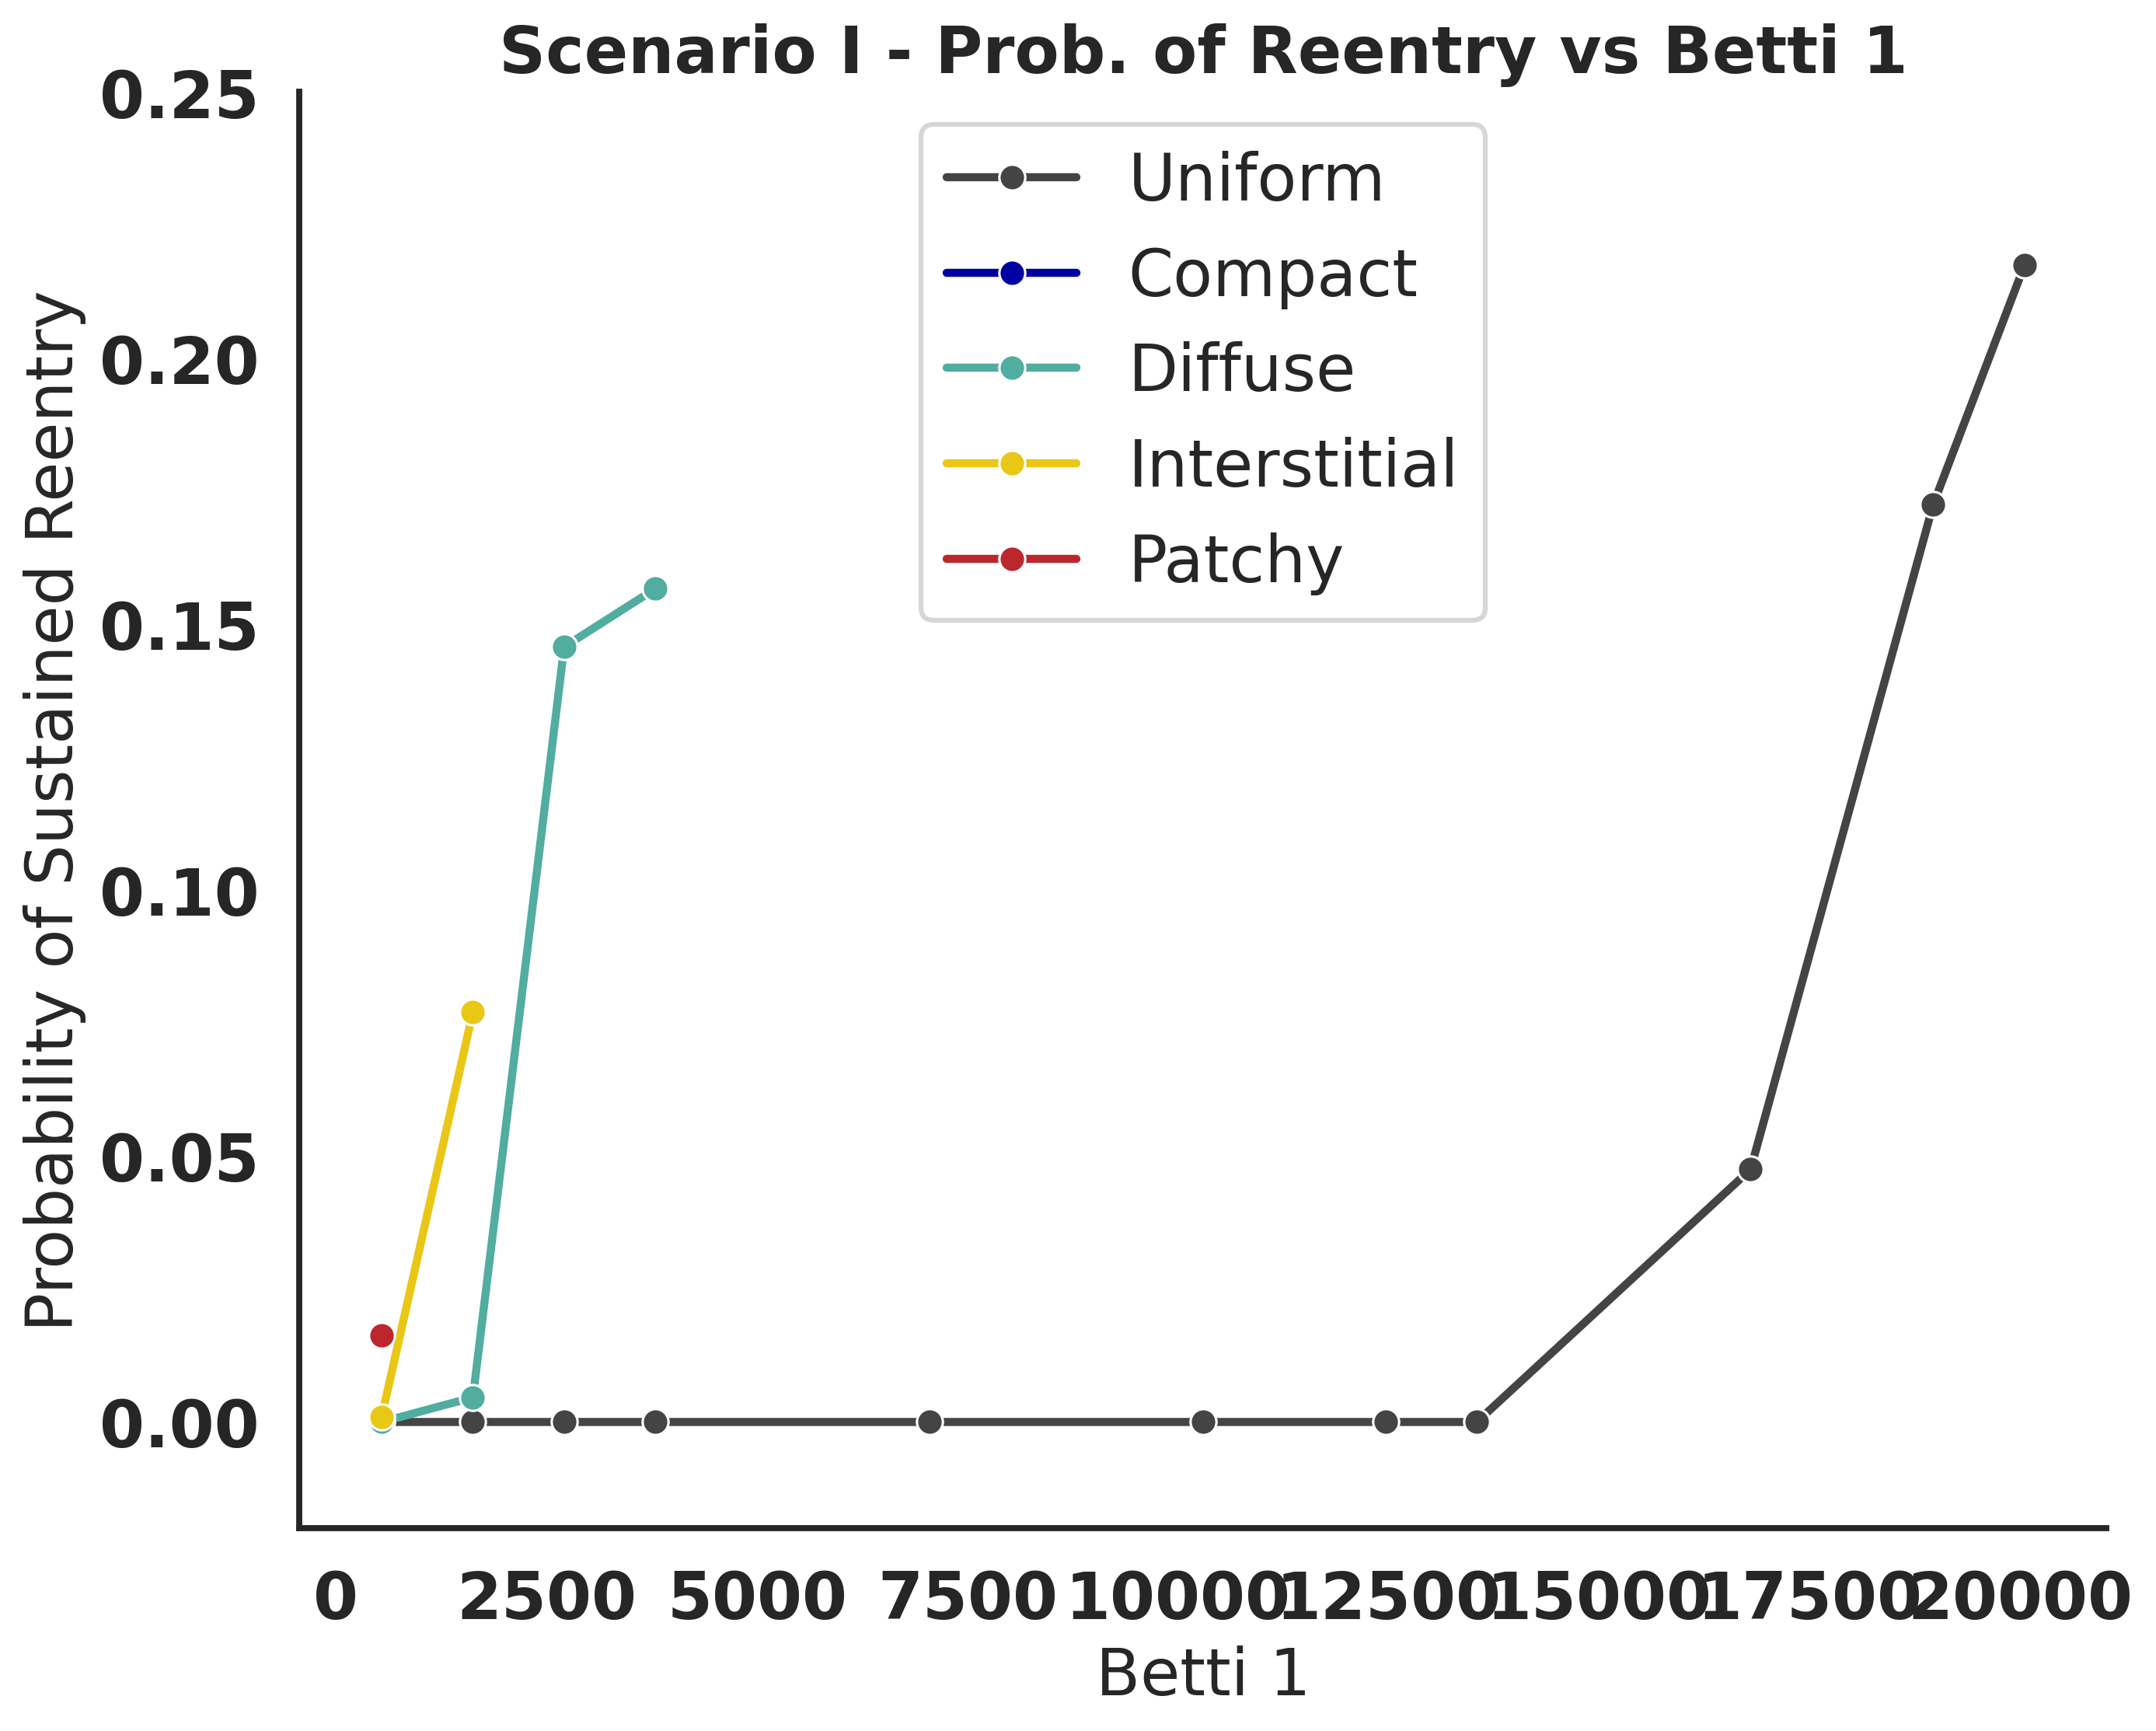 Scenario I - Prob. of Reentry vs Betti 1
0.25
0.20
0.15
0.10
0.05
0.00
Probability of Sustained Reentry
Uniform
Compact
Diffuse
Interstitial
Patchy
0 2500 5000 7500 10000 12500 15000 17500 20000
Betti 1